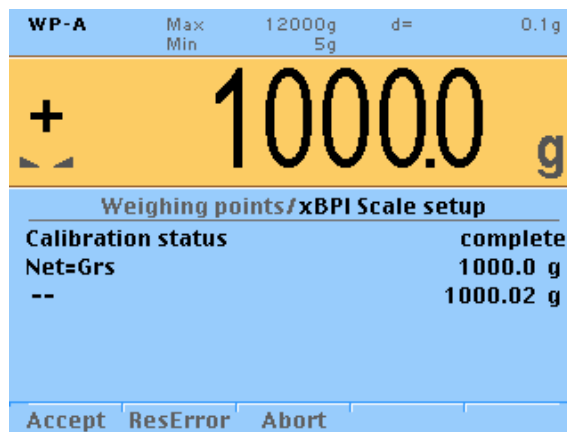 WP-A Max 12000g d= 0.1g
Min 5g
+ 1000.0 g
Weighing points/xBPI Scale setup
Calibration status complete
Net=Grs 1000.0 g
-- 1000.02 g
Accept ResError Abort